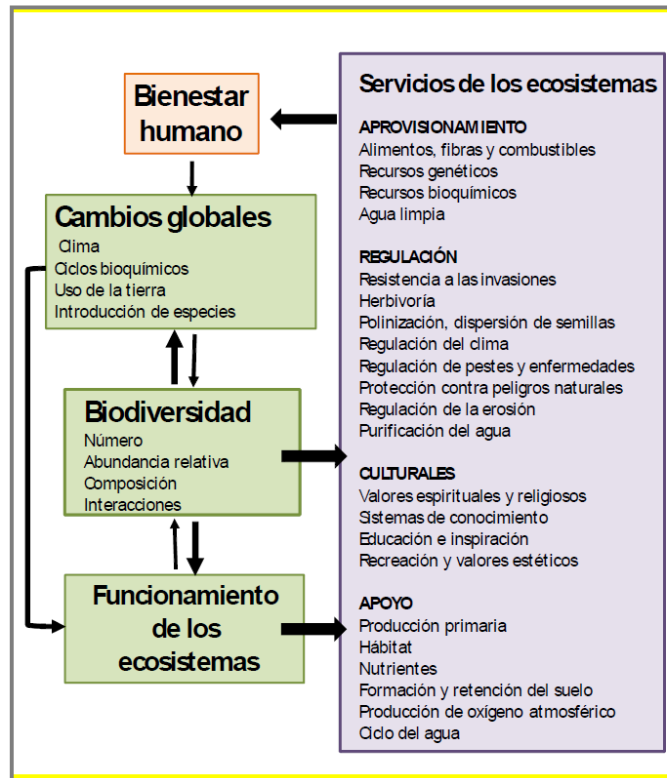 Bienestar
humano
Cambios globales
Clima
Ciclos bioquímicos
Uso de la tierra
Introducción de especies
Biodiversidad
Número
Abundancia relativa
Composición
Interacciones
Funcionamiento
de los
ecosistemas
Servicios de los ecosistemas
APROVISIONAMIENTO
Alimentos, fibras y combustibles
Recursos genéticos
Recursos bioquímicos
Agua limpia
REGULACIÓN
Resistencia a las invasiones
Herbivoría
Polinización, dispersión de semillas
Regulación del clima
Regulación de pestes y enfermedades
Protección contra peligros naturales
Regulación de la erosión
Purificación del agua
CULTURALES
Valores espirituales y religiosos
Sistemas de conocimiento
Educación e inspiración
Recreación y valores estéticos
APOYO
Producción primaria
Hábitat
Nutrientes
Formación y retención del suelo
Producción de oxígeno atmosférico
Ciclo del agua